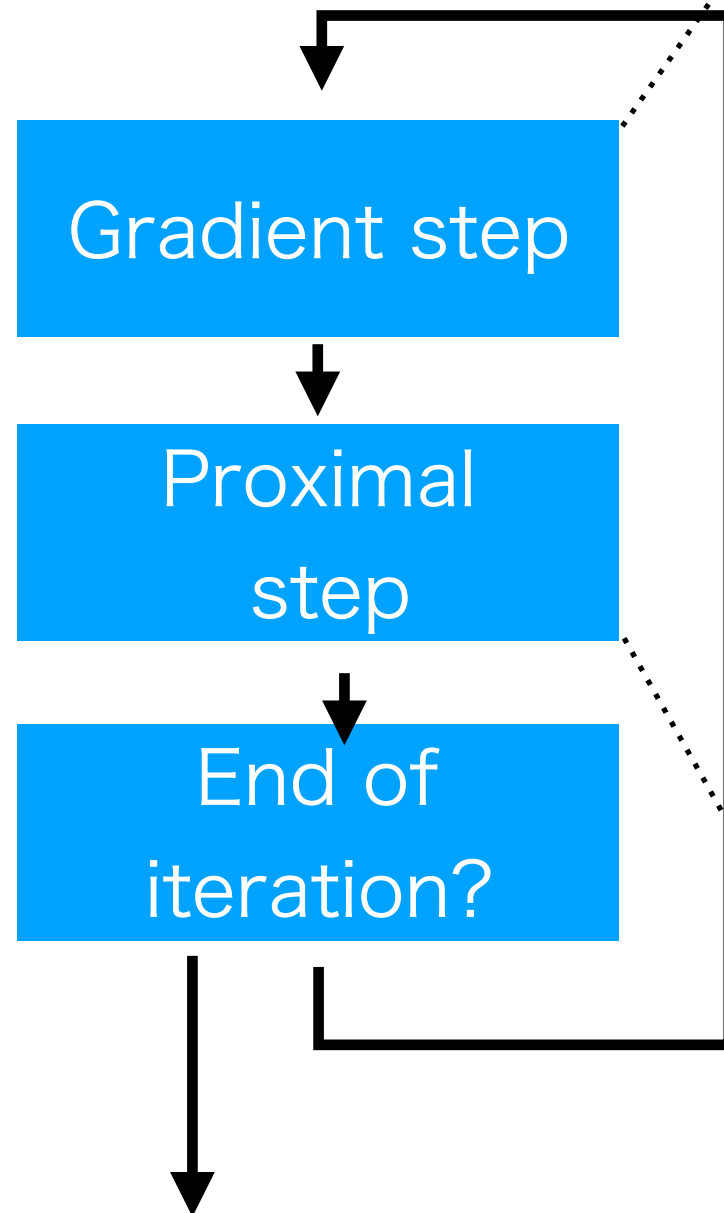 Gradient step
Proximal
step
End of
iteration?